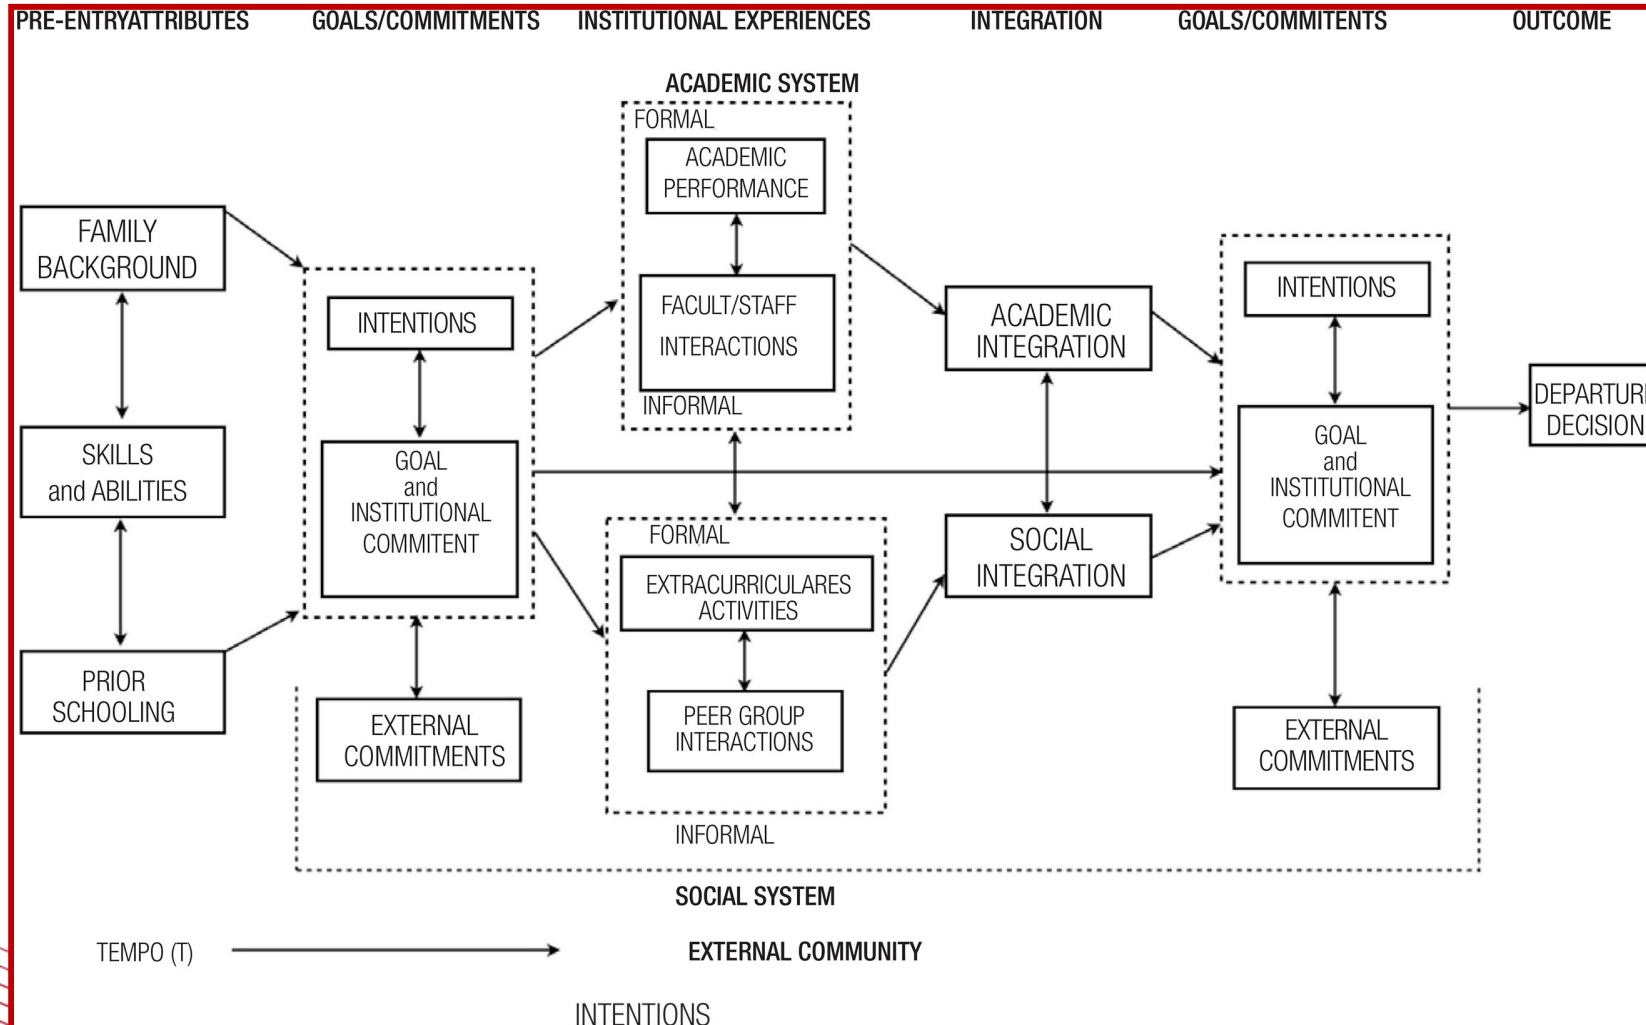 PRE-ENTRYATTRIBUTES
GOALS/COMMITMENTS
INSTITUTIONAL EXPERIENCES
INTEGRATION
GOALS/COMMITENTS
OUTCOME
FAMILY
BACKGROUND
SKILLS
and ABILITIES
PRIOR
SCHOOLING
INTENTIONS
GOAL
and
INSTITUTIONAL
COMMITENT
EXTERNAL
COMMITMENTS
ACADEMIC SYSTEM
FORMAL
ACADEMIC
PERFORMANCE
FACULT/STAFF
INTERACTIONS
INFORMAL
FORMAL
EXTRACURRICULARES
ACTIVITIES
PEER GROUP
INTERACTIONS
INFORMAL
SOCIAL SYSTEM
ACADEMIC
INTEGRATION
SOCIAL
INTEGRATION
INTENTIONS
GOAL
and
INSTITUTIONAL
COMMITENT
EXTERNAL
COMMITMENTS
DEPARTURE
DECISION
TEMPO (T)
EXTERNAL COMMUNITY
INTENTIONS